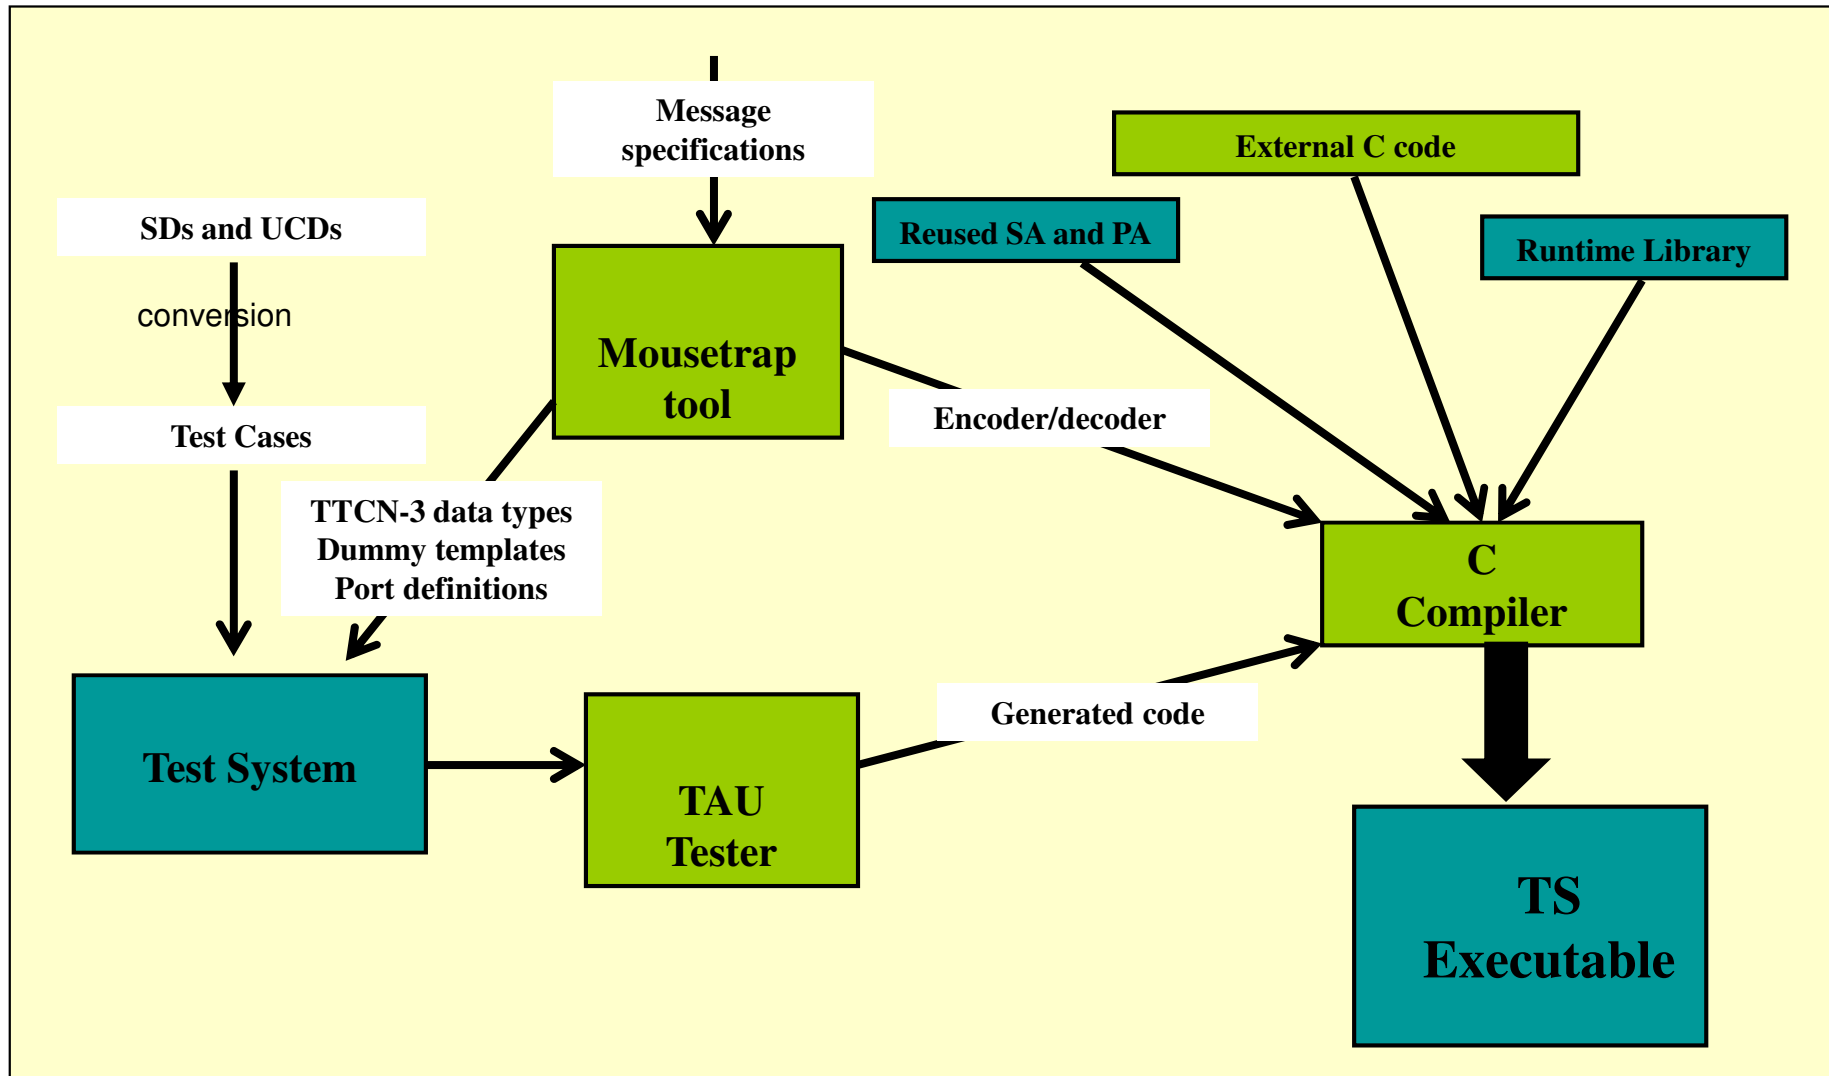 Message
specifications
External C code
SDs and UCDs
Reused SA and PA
Runtime Library
conversion
Mousetrap
tool
Encoder/decoder
Test Cases
TTCN-3 data types
Dummy templates
Port definitions
C
Compiler
Generated code
Test System
TAU
Tester
TS
Executable